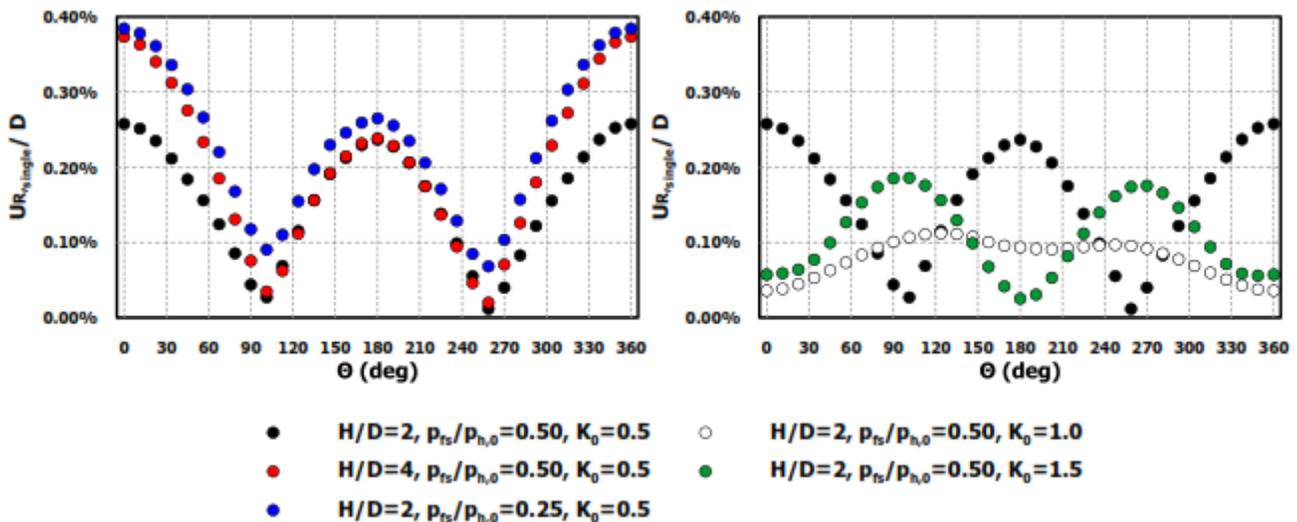 0.40%
0.30%
0.20%
0.10%
0.00%
UR,single/ D
0 30 60 90 120 150 180 210 240 270 300 330 360
Θ (deg)
0.40%
0.30%
0.20%
0.10%
0.00%
UR,single/ D
0 30 60 90 120 150 180 210 240 270 300 330 360
Θ (deg)
H/D=2, pfs/ph,0=0.50, K0=0.5
H/D=4, pfs/ph,0=0.50, K0=0.5
H/D=2, pfs/ph,0=0.25, K0=0.5
H/D=2, pfs/ph,0=0.50, K0=1.0
H/D=2, pfs/ph,0=0.50, K0=1.5